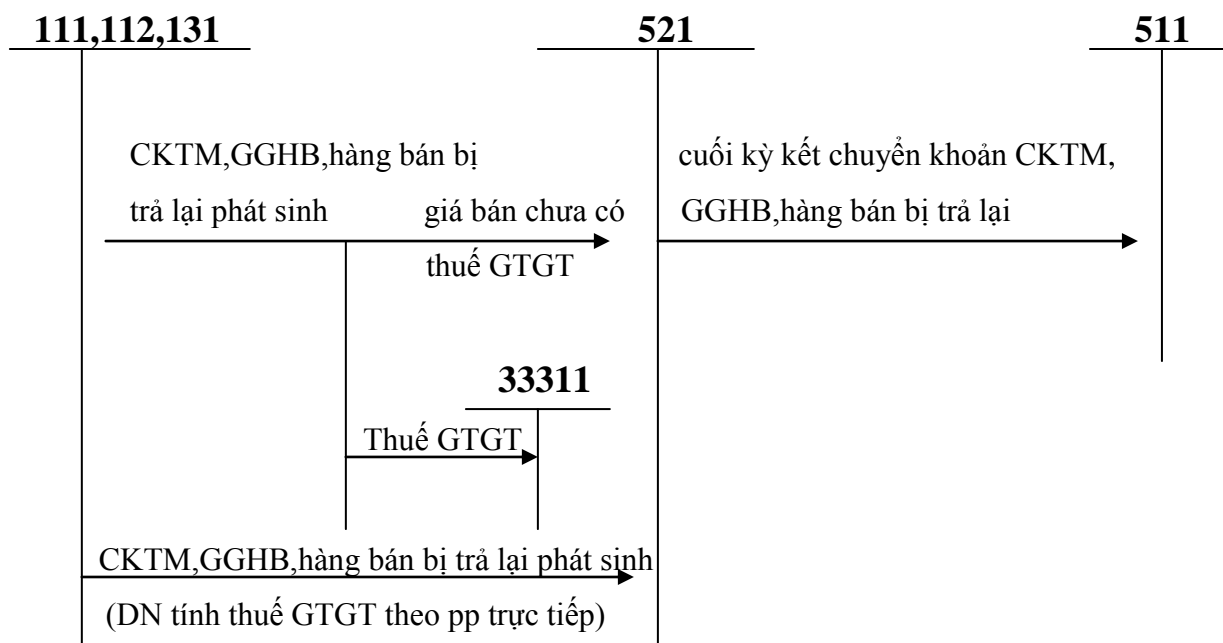 111,112,131
521
511
CKTM,GGHB,hàng bán bị
trả lại phát sinh
giá bán chưa có
thuế GTGT
cuối kỳ kết chuyển khoản CKTM,
GGHB,hàng bán bị trả lại
33311
Thuế GTGT
CKTM,GGHB,hàng bán bị trả lại phát sinh
(DN tính thuế GTGT theo pp trực tiếp)